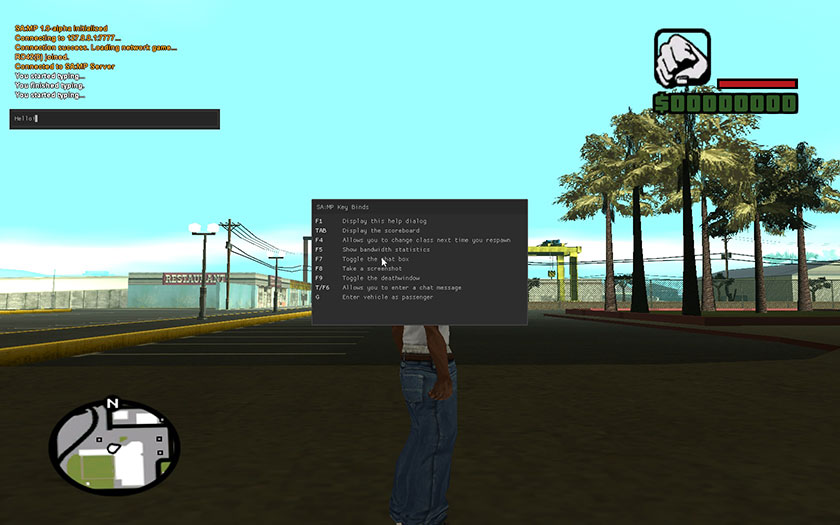 SA:MP 1.0-alpha initialized
Connecting to 127.0.0.1:7777...
Connection success. Loading network game...
RD42(0) joined.
Connected to SA:MP Server
You started typing...
You finished typing.
You started typing...
Hello!
$00000000
SA:MP Key Binds
F1 Display this help dialog
TAB Display the scoreboard
F4 Allows you to change class next time you respawn
F5 Show bandwidth statistics
F7 Toggle the chat box
F8 Take a screenshot
F9 Toggle the deathwindow
T/F6 Allows you to enter a chat message
G Enter vehicle as passenger
RESTAURANT
N